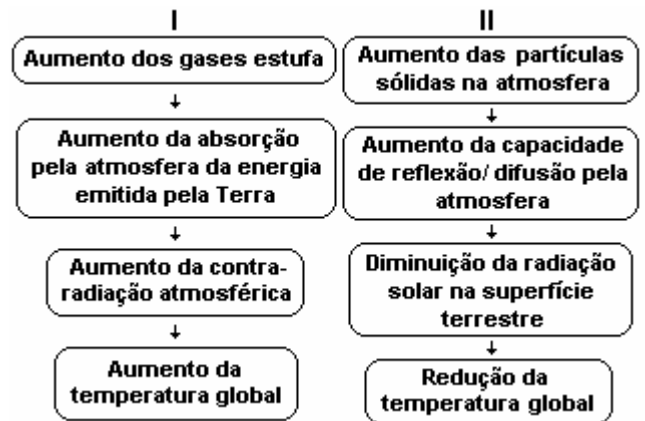 I
Aumento dos gases estufa
↓
Aumento da absorção
pela atmosfera da energia
emitida pela Terra
↓
Aumento da contra-
radiação atmosférica
↓
Aumento da
temperatura global
II
Aumento das partículas
sólidas na atmosfera
↓
Aumento da capacidade
de reflexão/ difusão pela
atmosfera
↓
Diminuição da radiação
solar na superfície
terrestre
↓
Redução da
temperatura global